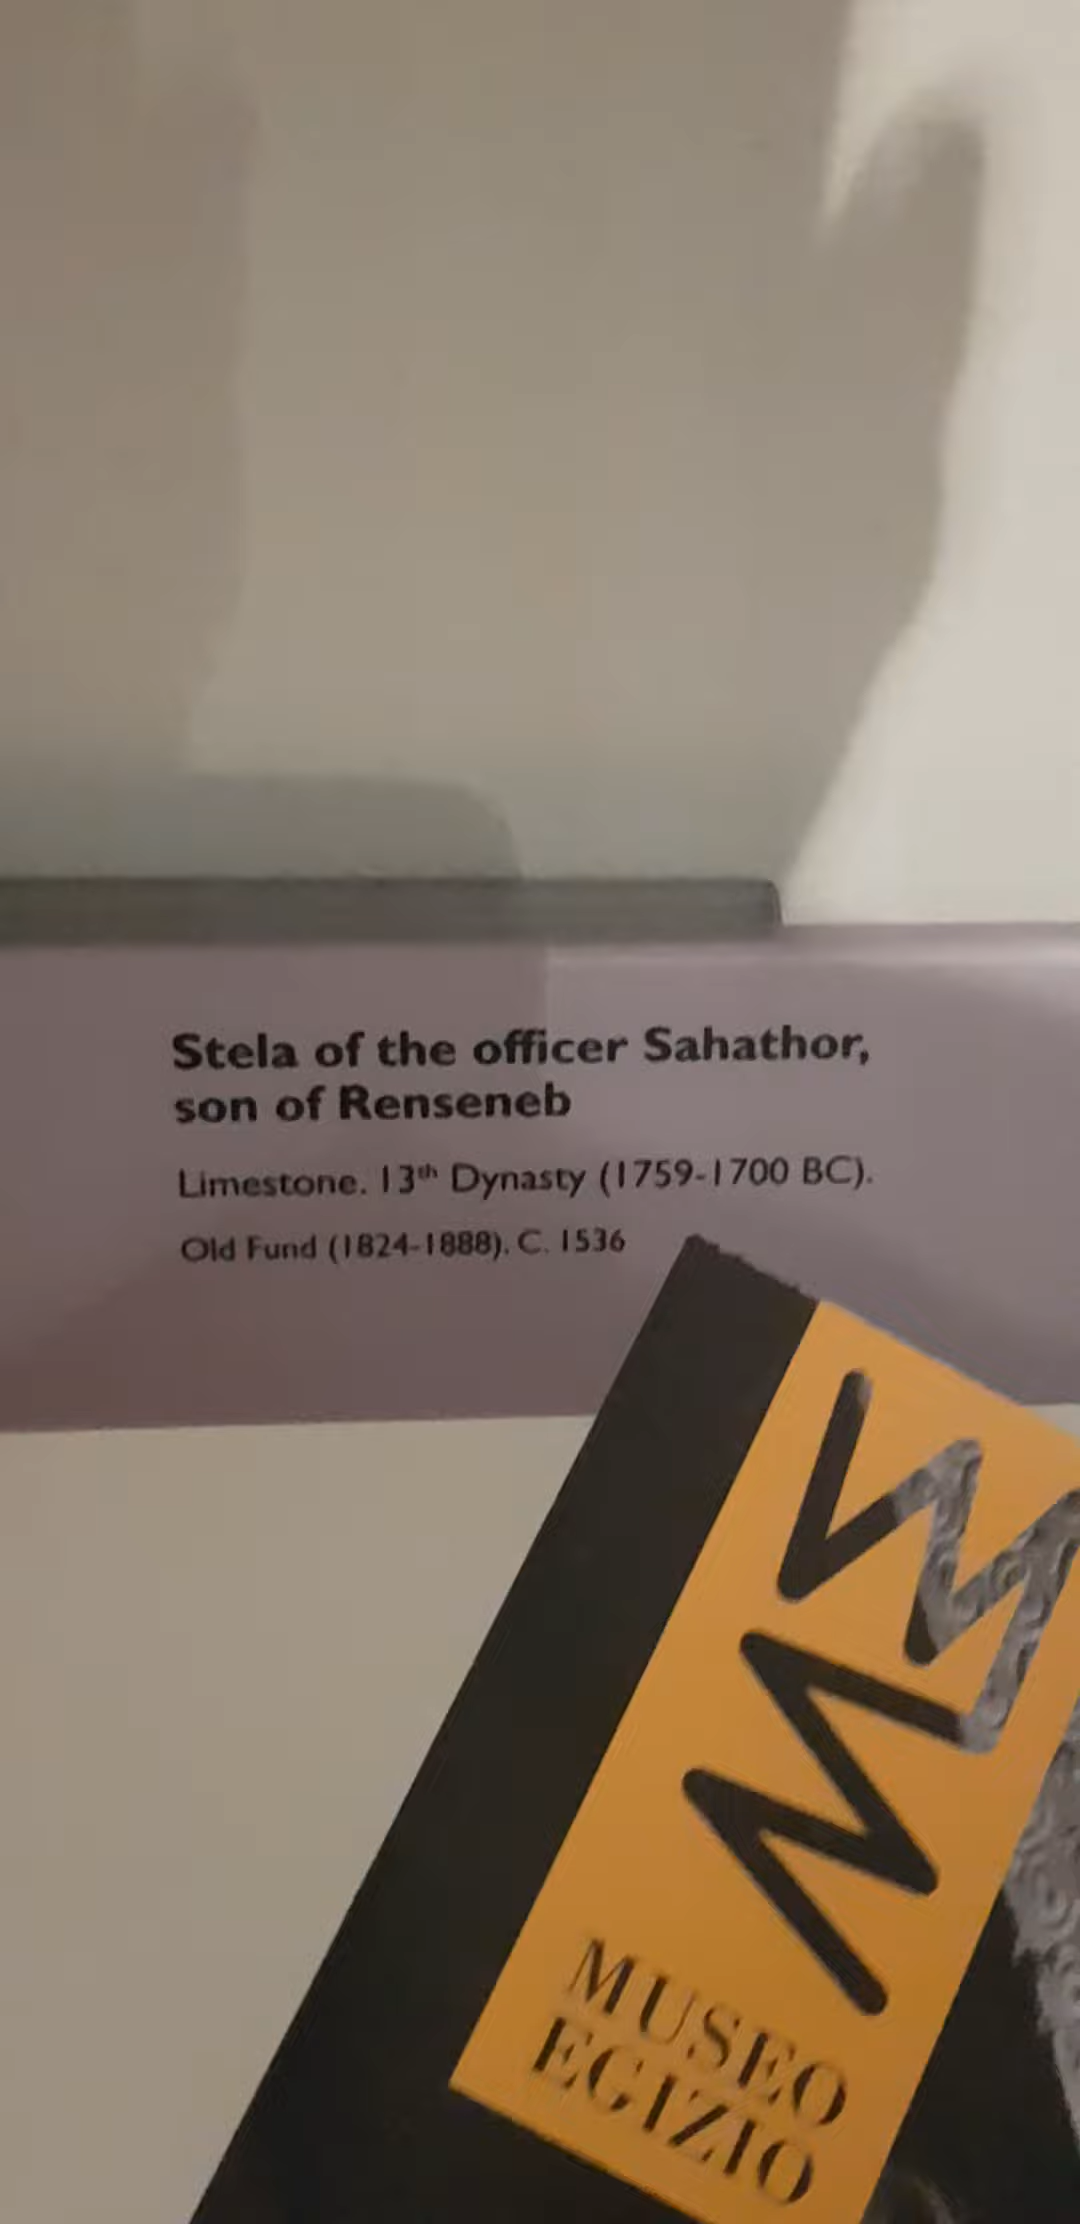 Stela of the officer Sahathor,
son of Renseneb
Limestone. 13th Dynasty (1759-1700 BC).
Old Fund (1824-1888). C. 1536
MUSEO
EGIZIO